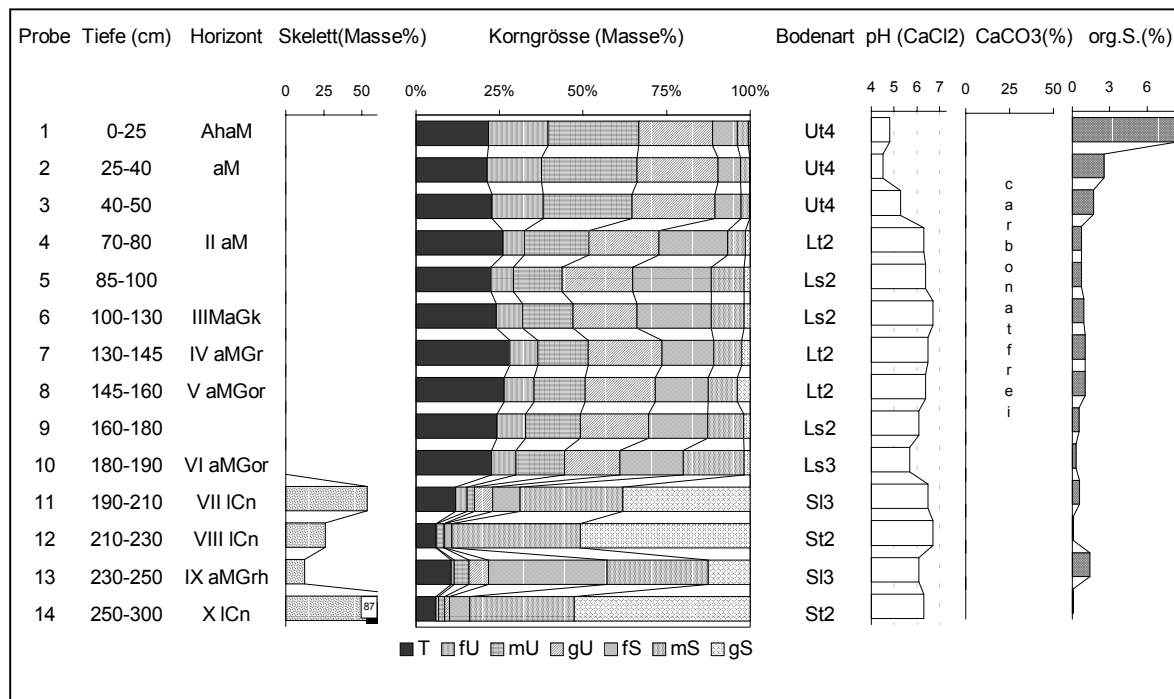 Probe Tiefe (cm) Horizont Skelett(Masse%) Korngrösse (Masse%) Bodenart pH (CaCl2) CaCO3(%) org.S.(%)
0 50 0% 25% 50% 75% 100% 4 5 6 7 0 25 50 0 3 6
1 0-25 AhaM Ut4
2 25-40 aM Ut4
3 40-50 Ut4
4 70-80 II aM Lt2
5 85-100 Ls2
6 100-130 IIIMaGk Ls2
7 130-145 IV aMGr Lt2
8 145-160 V aMGor Lt2
9 160-180 Ls2
10 180-190 VI aMGor Ls3
11 190-210 VII lCn Sl3
12 210-230 VIII lCn St2
13 230-250 IX aMGrh Sl3
14 250-300 X lCn 87 St2
carbonatfrei
T fU mU gU fS mS gS